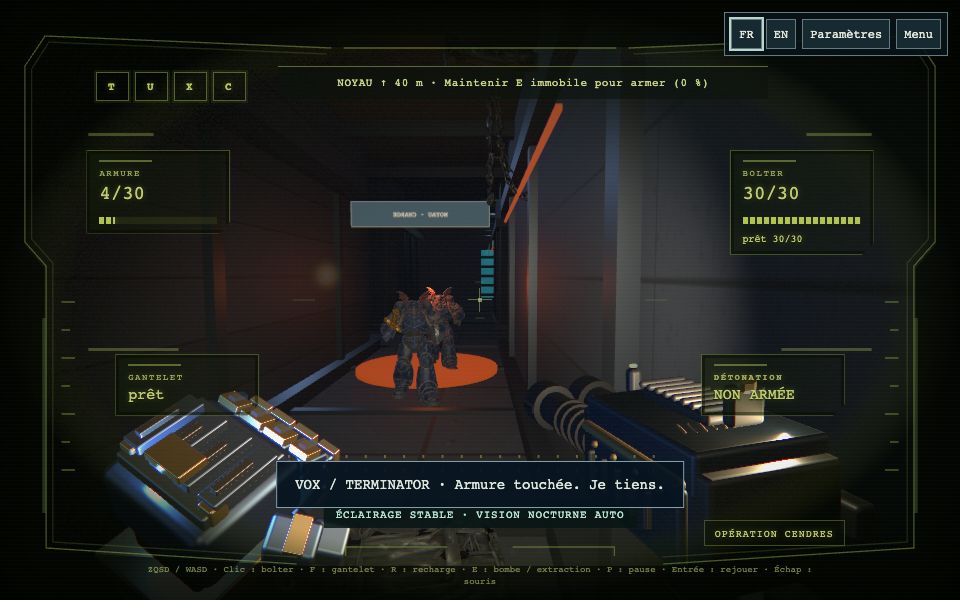 FR EN Paramètres Menu
T U X C
NOYAU ↑ 40 m · Maintenir E immobile pour armer (0 %)
ARMURE
4/30
BOLTER
30/30
prêt 30/30
NOYAU · CHARGE
GANTELET
prêt
DÉTONATION
NON ARMÉE
VOX / TERMINATOR · Armure touchée. Je tiens.
ÉCLAIRAGE STABLE · VISION NOCTURNE AUTO
OPÉRATION CENDRES
ZQSD / WASD · Clic : bolter · F : gantelet · R : recharge · E : bombe / extraction · P : pause · Entrée : rejouer · Échap :
souris